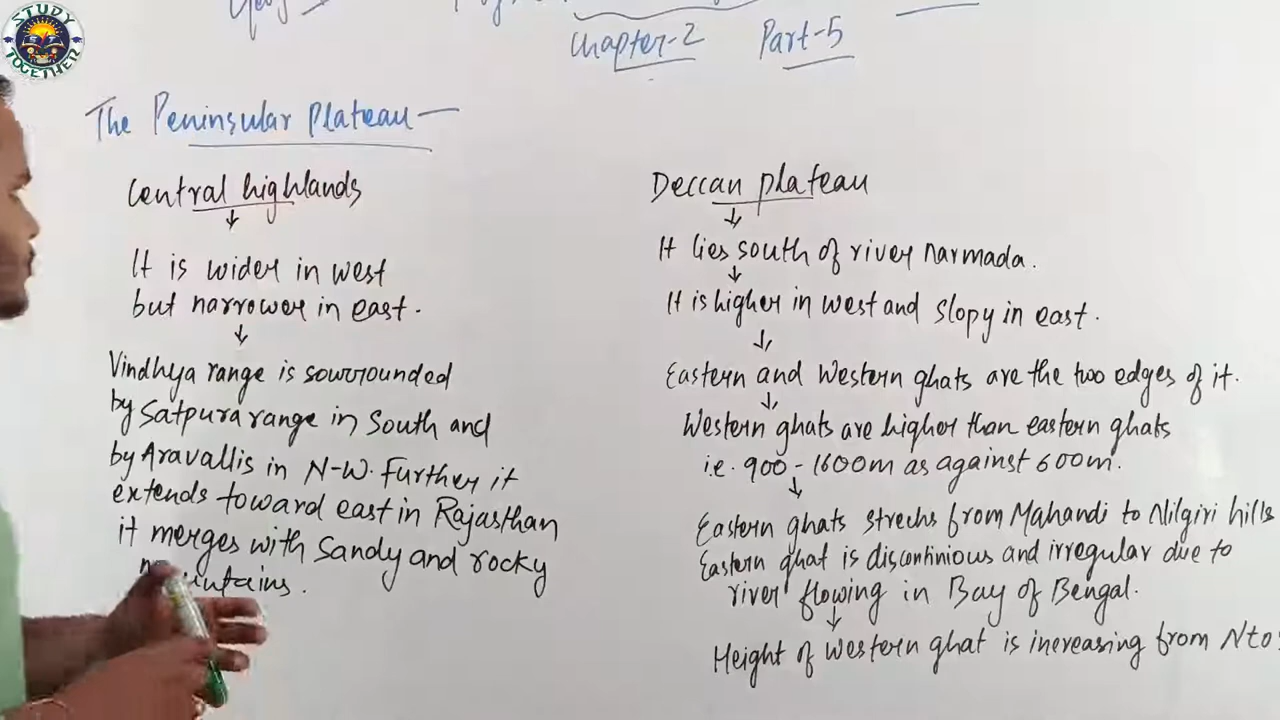 STUDY TOGETHER
Chapter-2 Part-5
The Peninsular Plateau—
Central highlands
↓
It is wider in west
but narrower in east.
↓
Vindhya range is sourrounded
by Satpura range in South and
by Aravallis in N-W. Further it
extends toward east in Rajasthan
it merges with Sandy and rocky
Deccan plateau
↓
It lies south of river narmada.
↓
It is higher in west and Slopy in east.
↓
Eastern and Western ghats are the two edges of it.
↓
Western ghats are higher than eastern ghats
i.e. 900-1600m as against 600m.
↓
Eastern ghats strechs from Mahandi to Nilgiri hills
Eastern ghat is discontinious and irregular due to
river flowing in Bay of Bengal.
↓
Height of western ghat is increasing from N to